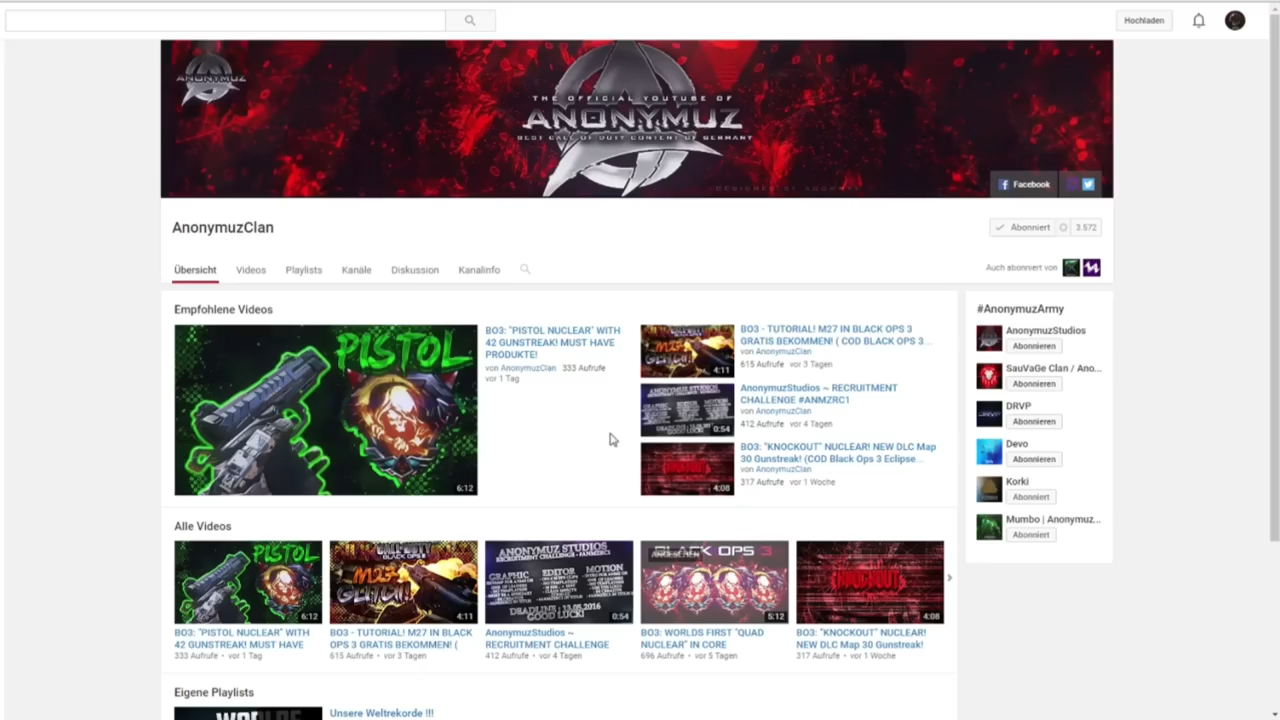 Hochladen
ANONYMUZ
THE OFFICIAL YOUTUBE OF
ANONYMUZ
BEST CALL OF DUTY CONTENT OF GERMANY
Facebook
AnonymuzClan
Abonniert 3.572
Übersicht Videos Playlists Kanäle Diskussion Kanalinfo
Auch abonniert von
Empfohlene Videos
PISTOL
6:12
BO3: "PISTOL NUCLEAR" WITH
42 GUNSTREAK! MUST HAVE
PRODUKTE!
von AnonymuzClan 333 Aufrufe
vor 1 Tag
4:11
BO3 - TUTORIAL! M27 IN BLACK OPS 3
GRATIS BEKOMMEN! ( COD BLACK OPS 3...
von AnonymuzClan
615 Aufrufe vor 3 Tagen
0:54
AnonymuzStudios ~ RECRUITMENT
CHALLENGE #ANMZRC1
von AnonymuzClan
412 Aufrufe vor 4 Tagen
KNOCKOUT
4:08
BO3: "KNOCKOUT" NUCLEAR! NEW DLC Map
30 Gunstreak! (COD Black Ops 3 Eclipse...
von AnonymuzClan
317 Aufrufe vor 1 Woche
#AnonymuzArmy
AnonymuzStudios
Abonnieren
SauVaGe Clan / Ano...
Abonnieren
DRVP
Abonnieren
Devo
Abonnieren
Korki
Abonniert
Mumbo | Anonymuz...
Abonniert
Alle Videos
PISTOL
6:12
BO3: "PISTOL NUCLEAR" WITH
42 GUNSTREAK! MUST HAVE
333 Aufrufe • vor 1 Tag
M27
GLITCH!
4:11
BO3 - TUTORIAL! M27 IN BLACK
OPS 3 GRATIS BEKOMMEN! (
615 Aufrufe • vor 3 Tagen
ANONYMUZ STUDIOS
GRAPHIC EDITOR MOTION
DEADLINE: 13.05.2016
GOOD LUCK!
0:54
AnonymuzStudios ~
RECRUITMENT CHALLENGE
412 Aufrufe • vor 4 Tagen
BLACK OPS 3
5:12
BO3: WORLDS FIRST "QUAD
NUCLEAR" IN CORE
696 Aufrufe • vor 5 Tagen
KNOCKOUT
4:08
BO3: "KNOCKOUT" NUCLEAR!
NEW DLC Map 30 Gunstreak!
317 Aufrufe • vor 1 Woche
Eigene Playlists
Unsere Weltrekorde !!!